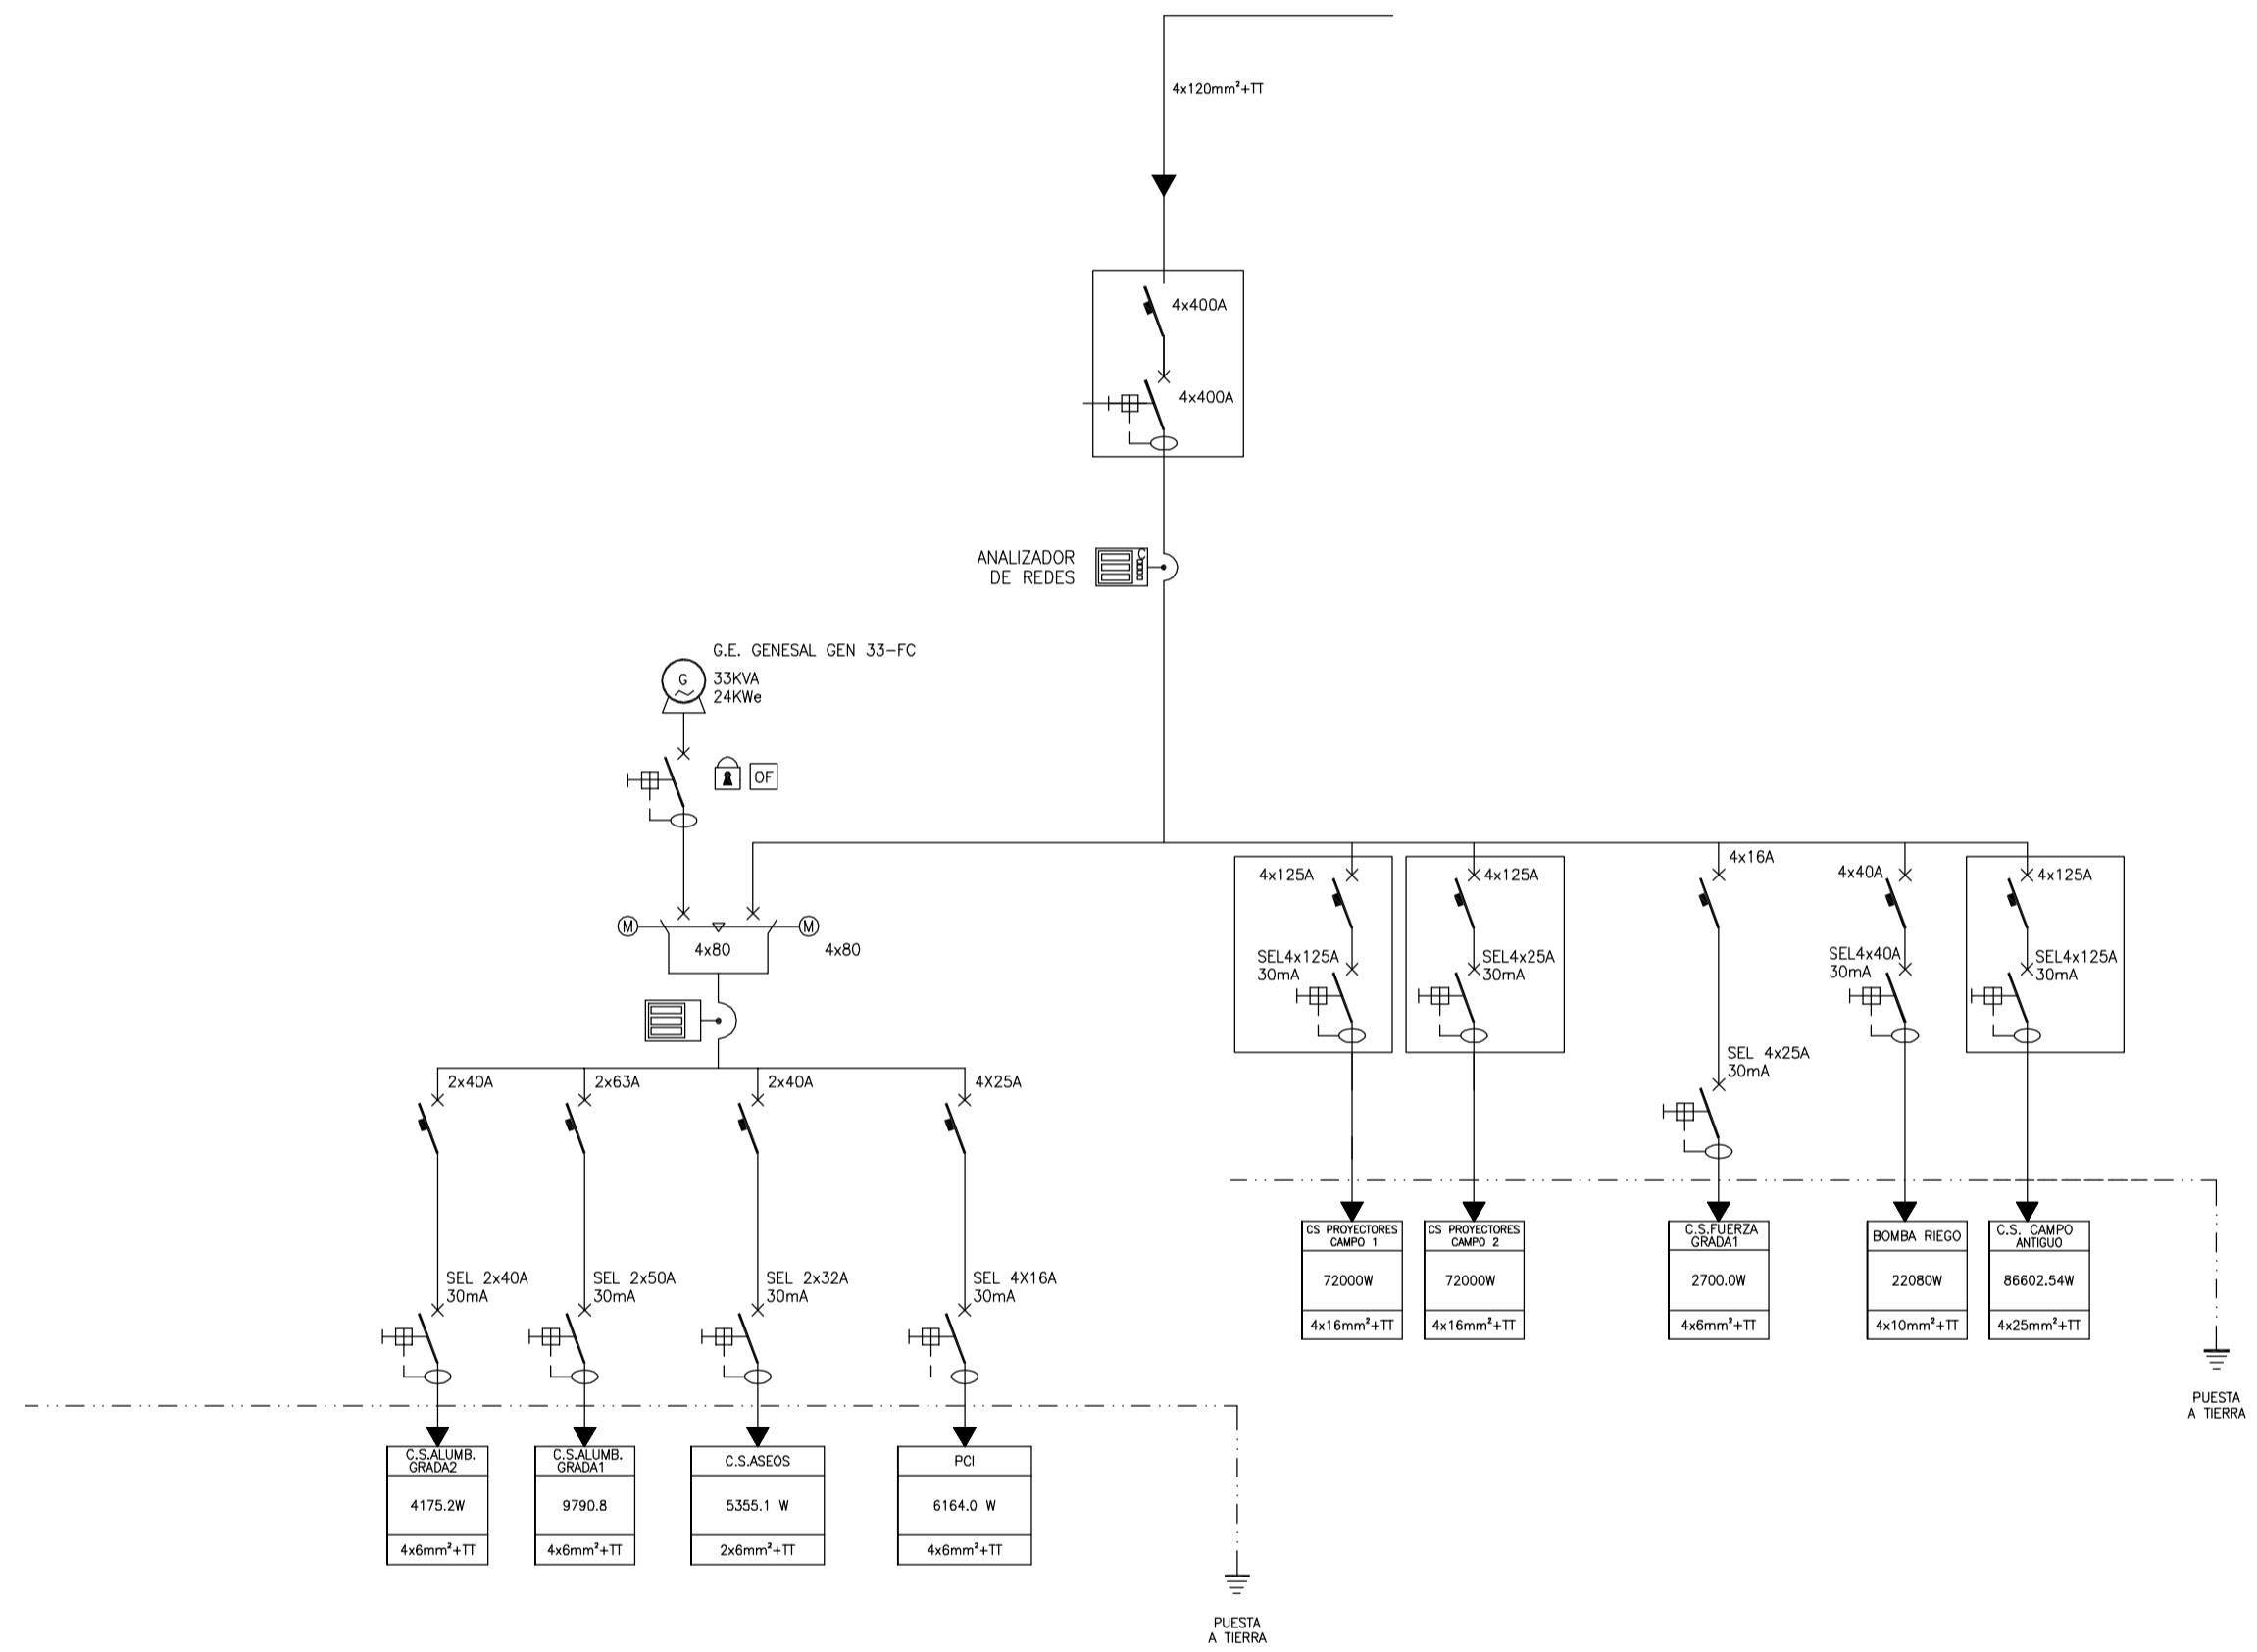 4x120mm²+TT
4x400A
4x400A
ANALIZADOR
DE REDES
C
G.E. GENESAL GEN 33-FC
33KVA
24KWe
G
OF
M
4x80
M
4x80
4x125A
SEL4x125A
30mA
4x125A
SEL4x25A
30mA
4x16A
SEL 4x25A
30mA
4x40A
SEL4x40A
30mA
4x125A
SEL4x125A
30mA
CS PROYECTORES
CAMPO 1
72000W
4x16mm²+TT
CS PROYECTORES
CAMPO 2
72000W
4x16mm²+TT
C.S.FUERZA
GRADA1
2700.0W
4x6mm²+TT
BOMBA RIEGO
22080W
4x10mm²+TT
C.S. CAMPO
ANTIGUO
86602.54W
4x25mm²+TT
PUESTA
A TIERRA
2x40A
SEL 2x40A
30mA
2x63A
SEL 2x50A
30mA
2x40A
SEL 2x32A
30mA
4X25A
SEL 4X16A
30mA
C.S.ALUMB.
GRADA2
4175.2W
4x6mm²+TT
C.S.ALUMB.
GRADA1
9790.8
4x6mm²+TT
C.S.ASEOS
5355.1 W
2x6mm²+TT
PCI
6164.0 W
4x6mm²+TT
PUESTA
A TIERRA